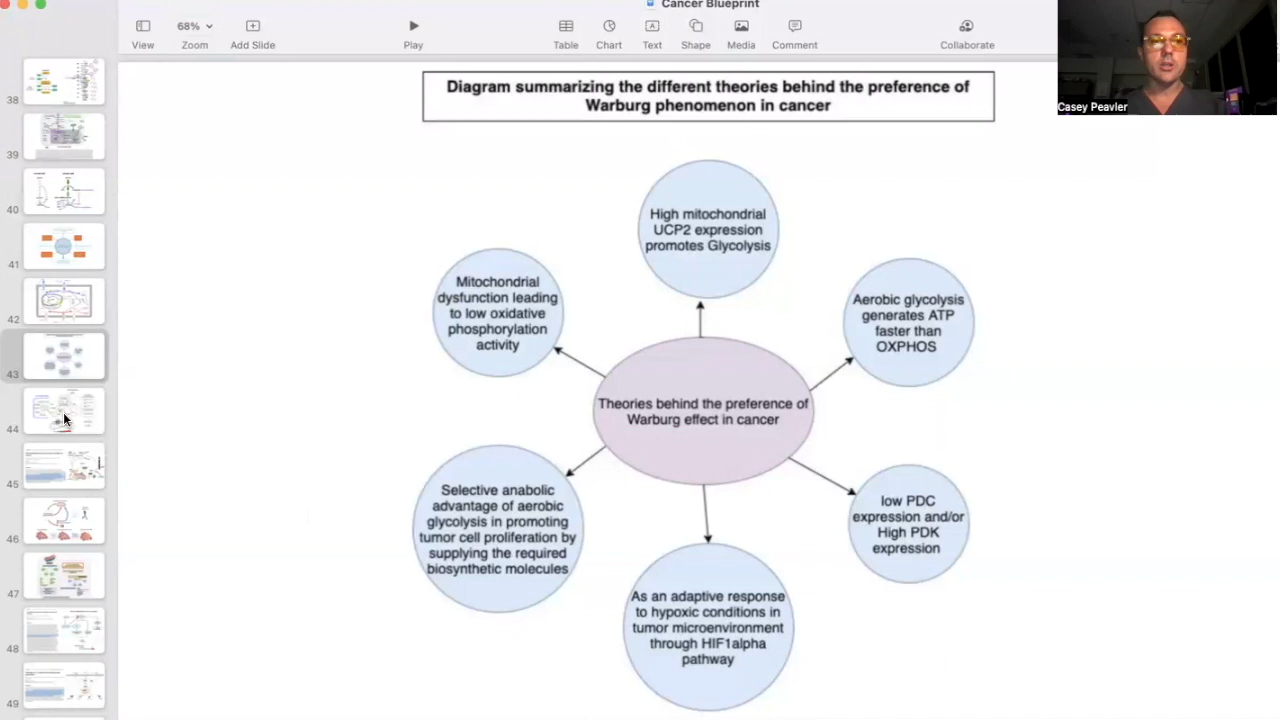 Cancer Blueprint
68%
View
Zoom
Add Slide
Play
Table
Chart
Text
Shape
Media
Comment
Collaborate
Casey Peavler
38
39
40
41
42
43
44
45
46
47
48
49
Diagram summarizing the different theories behind the preference of
Warburg phenomenon in cancer
High mitochondrial
UCP2 expression
promotes Glycolysis
Mitochondrial
dysfunction leading
to low oxidative
phosphorylation
activity
Aerobic glycolysis
generates ATP
faster than
OXPHOS
Theories behind the preference of
Warburg effect in cancer
Selective anabolic
advantage of aerobic
glycolysis in promoting
tumor cell proliferation by
supplying the required
biosynthetic molecules
low PDC
expression and/or
High PDK
expression
As an adaptive response
to hypoxic conditions in
tumor microenvironment
through HIF1alpha
pathway